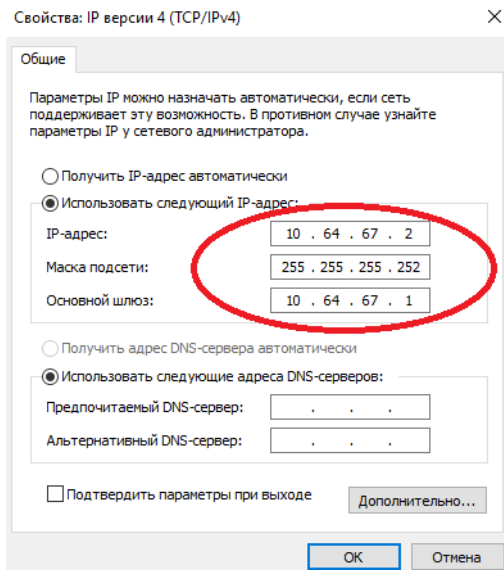 Свойства: IP версии 4 (TCP/IPv4)
Общие
Параметры IP можно назначать автоматически, если сеть
поддерживает эту возможность. В противном случае узнайте
параметры IP у сетевого администратора.
Получить IP-адрес автоматически
Использовать следующий IP-адрес:
IP-адрес: 10 . 64 . 67 . 2
Маска подсети: 255 . 255 . 255 . 252
Основной шлюз: 10 . 64 . 67 . 1
Получить адрес DNS-сервера автоматически
Использовать следующие адреса DNS-серверов:
Предпочитаемый DNS-сервер: . . .
Альтернативный DNS-сервер: . . .
Подтвердить параметры при выходе
Дополнительно...
OK Отмена